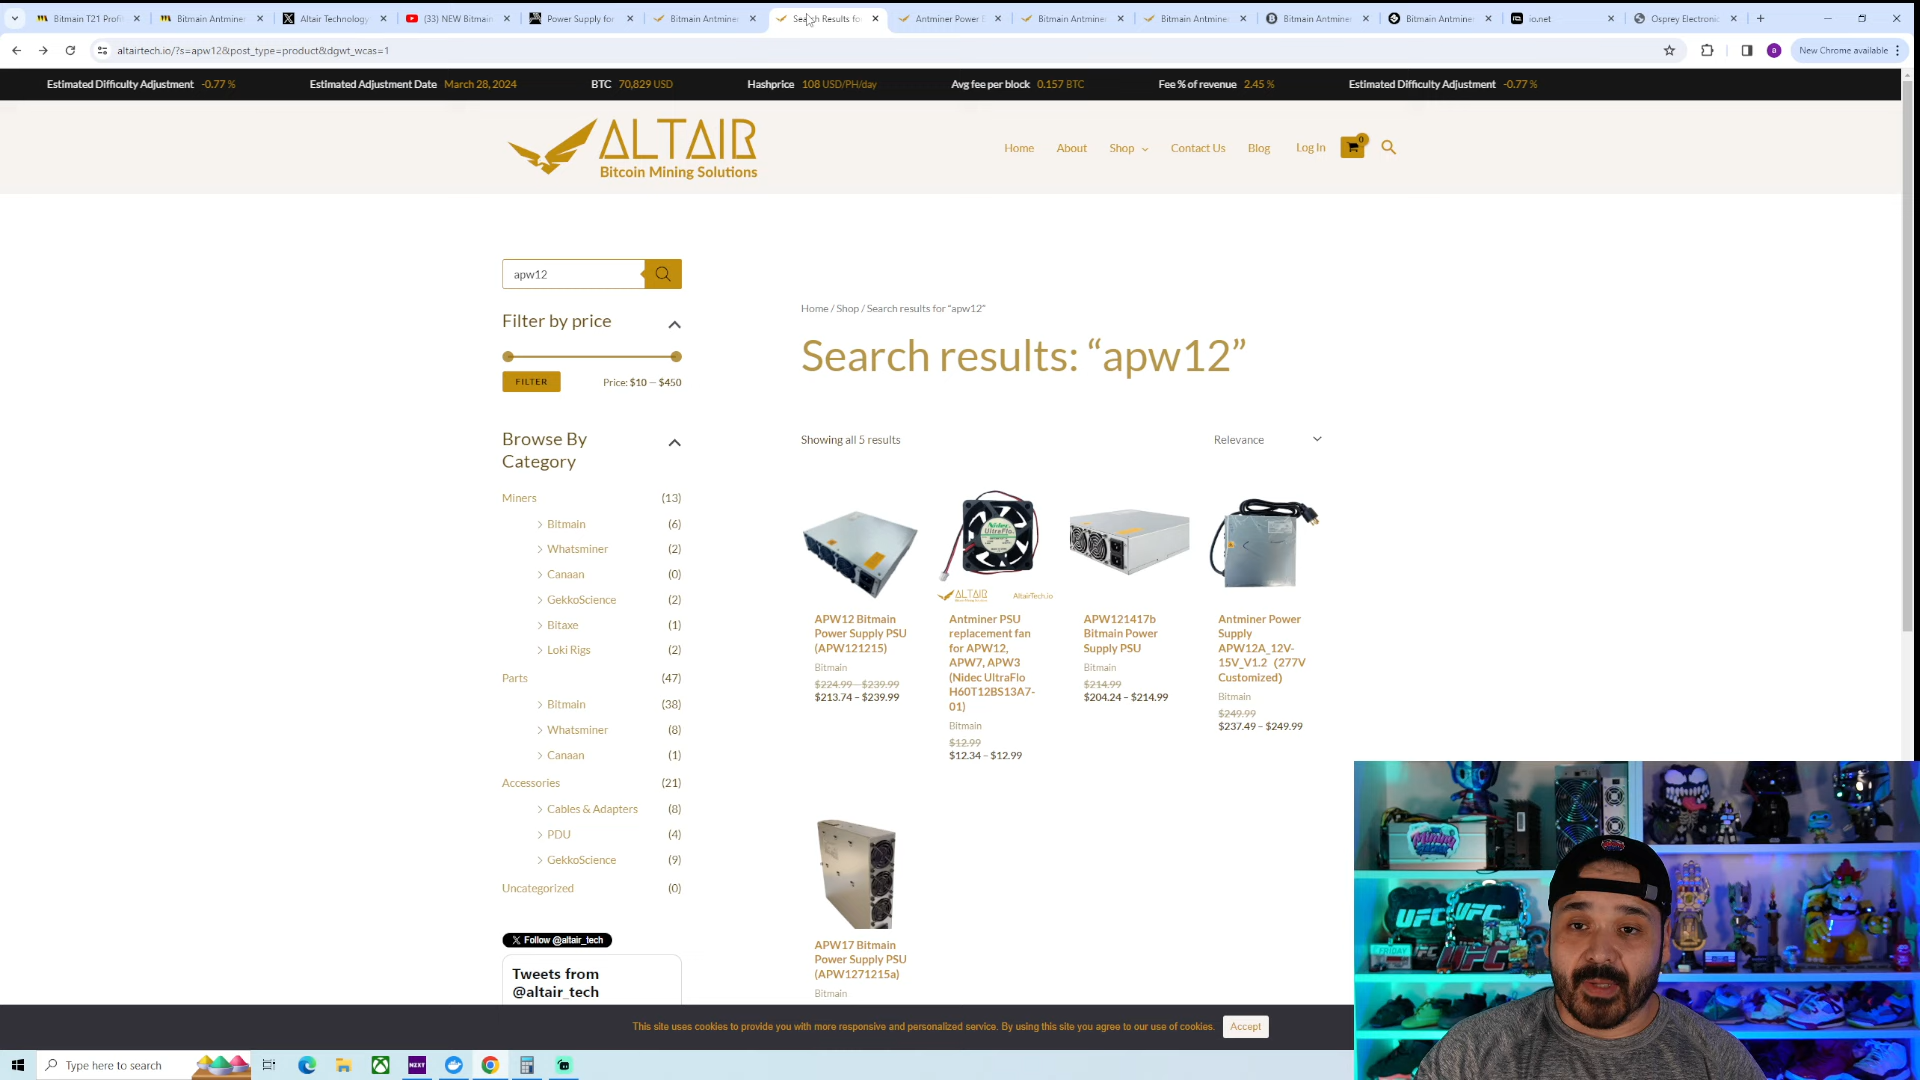 Bitmain T21 Profi
Bitmain Antminer
Altair Technology
(33) NEW Bitmain
Power Supply for
Bitmain Antminer
Search Results fo
Antminer Power
Bitmain Antmine
Bitmain Antmine
Bitmain Antmine
Bitmain Antmine
io.net
Osprey Electronic
altairtech.io/?s=apw12&post_type=product&dgwt_wcas=1
New Chrome available
Estimated Difficulty Adjustment -0.77 % Estimated Adjustment Date March 28, 2024 BTC 70,829 USD Hashprice 108 USD/PH/day Avg fee per block 0.157 BTC Fee % of revenue 2.45 % Estimated Difficulty Adjustment -0.77 %
ALTAIR
Bitcoin Mining Solutions
Home About Shop Contact Us Blog Log In 0
apw12
Filter by price
FILTER Price: $10 — $450
Browse By
Category
Miners (13)
Bitmain (6)
Whatsminer (2)
Canaan (0)
GekkoScience (2)
Bitaxe (1)
Loki Rigs (2)
Parts (47)
Bitmain (38)
Whatsminer (8)
Canaan (1)
Accessories (21)
Cables & Adapters (8)
PDU (4)
GekkoScience (9)
Uncategorized (0)
Follow @altair_tech
Tweets from
@altair_tech
Home / Shop / Search results for “apw12”
Search results: “apw12”
Showing all 5 results
Relevance
APW12 Bitmain
Power Supply PSU
(APW121215)
Bitmain
$224.99 – $239.99
$213.74 – $239.99
Nidec
UltraFlo
ALTAIR AltairTech.io
Antminer PSU
replacement fan
for APW12,
APW7, APW3
(Nidec UltraFlo
H60T12BS13A7-
01)
Bitmain
$12.99
$12.34 – $12.99
APW121417b
Bitmain Power
Supply PSU
Bitmain
$214.99
$204.24 – $214.99
Antminer Power
Supply
APW12A_12V-
15V_V1.2（277V
Customized）
Bitmain
$249.99
$237.49 – $249.99
APW17 Bitmain
Power Supply PSU
(APW1271215a)
Bitmain
This site uses cookies to provide you with more responsive and personalized service. By using this site you agree to our use of cookies. Accept
Mining
UFC UFC
FRIDAY UFC
Type here to search
NZXT